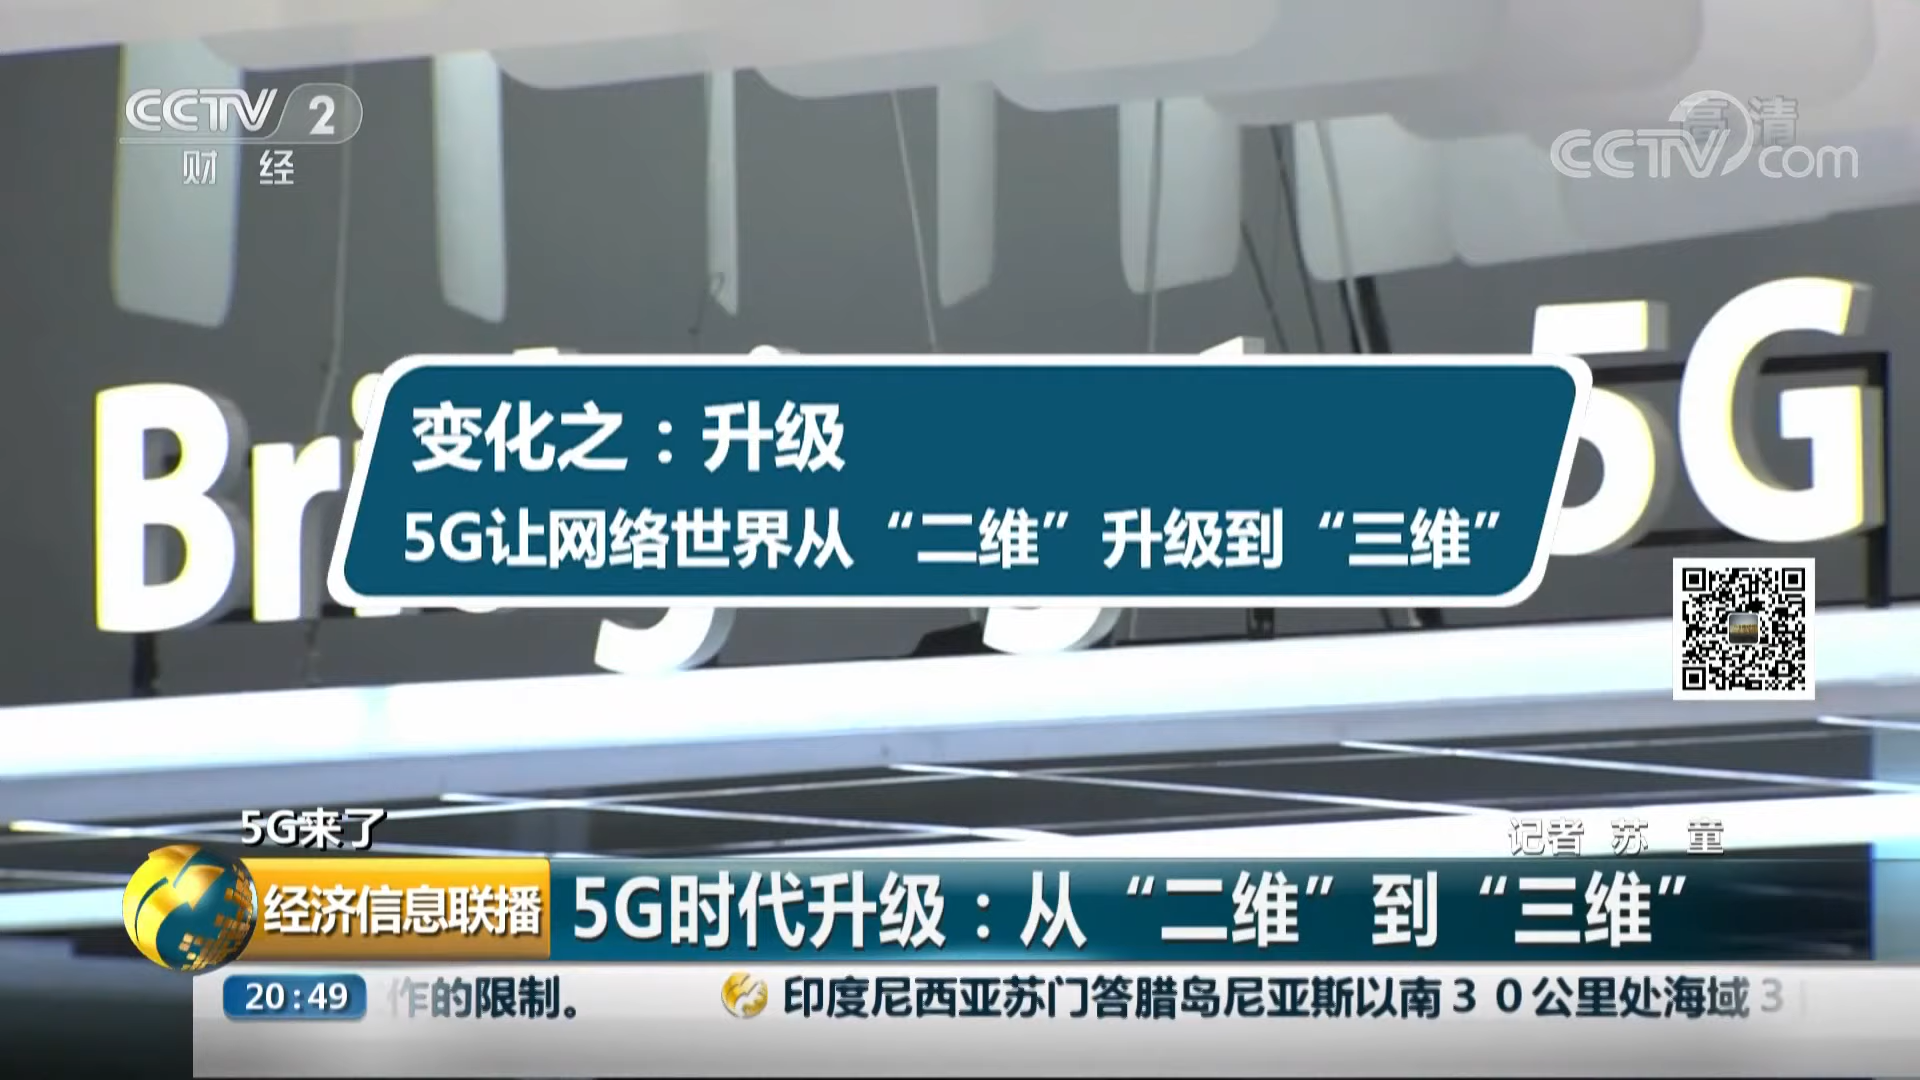 CCTV 2
财 经
高清
CCTV com
Bri
5G
变化之：升级
5G让网络世界从“二维”升级到“三维”
5G来了
记者 苏 童
经济信息联播
5G时代升级：从“二维”到“三维”
20:49
作的限制。 印度尼西亚苏门答腊岛尼亚斯以南30公里处海域3